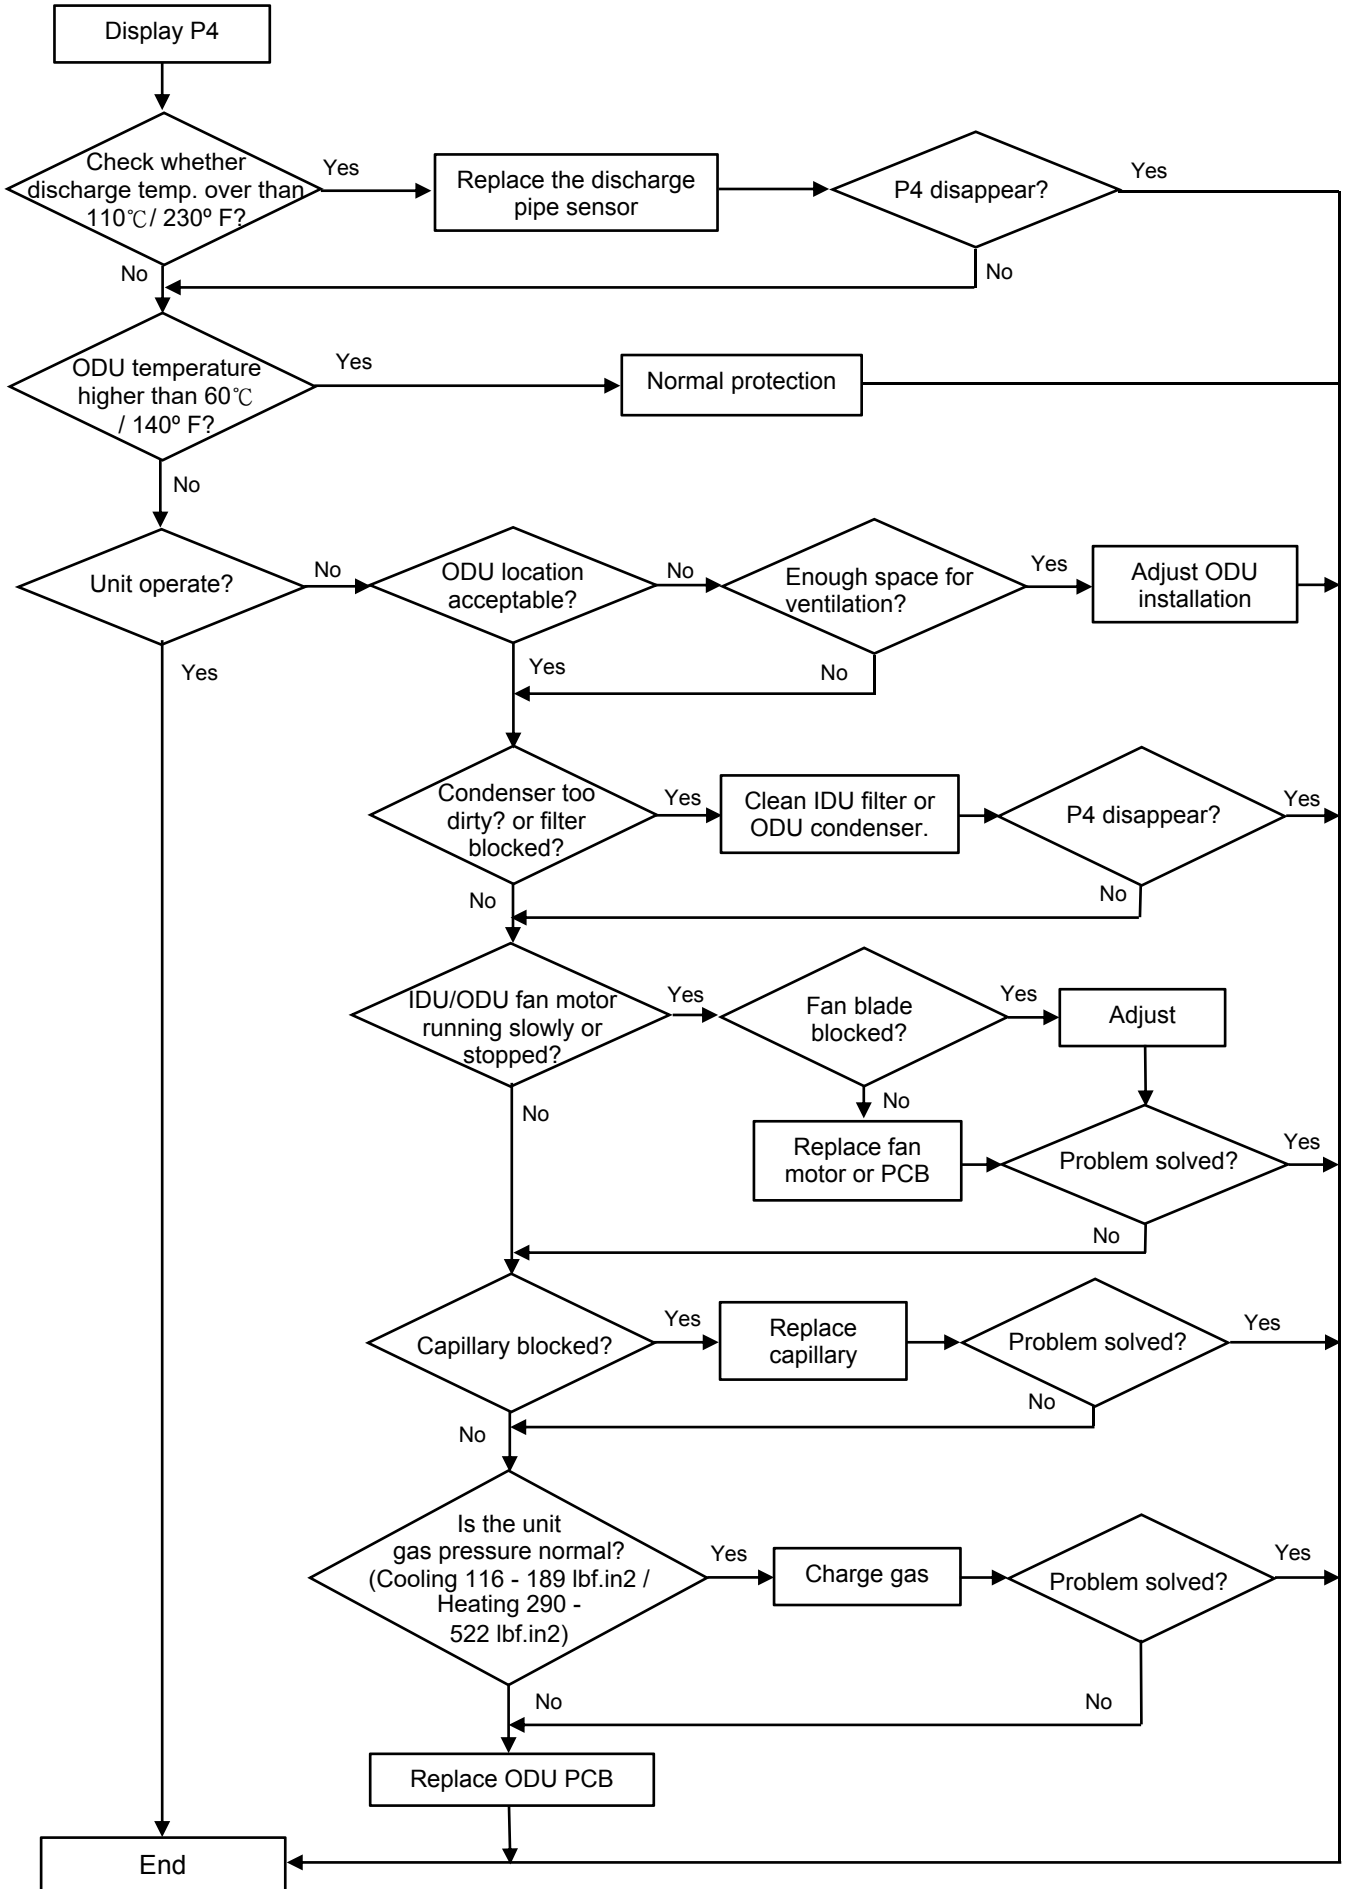 Display P4
Check whether
discharge temp. over than
110℃/ 230º F?
Yes
Replace the discharge
pipe sensor
P4 disappear?
Yes
No
No
ODU temperature
higher than 60℃
/ 140º F?
Yes
Normal protection
No
Unit operate?
No
ODU location
acceptable?
No
Enough space for
ventilation?
Yes
Adjust ODU
installation
Yes
Yes
No
Condenser too
dirty? or filter
blocked?
Yes
Clean IDU filter or
ODU condenser.
P4 disappear?
Yes
No
No
IDU/ODU fan motor
running slowly or
stopped?
Yes
Fan blade
blocked?
Yes
Adjust
No
No
Replace fan
motor or PCB
Problem solved?
Yes
No
Capillary blocked?
Yes
Replace
capillary
Problem solved?
Yes
No
No
Is the unit
gas pressure normal?
(Cooling 116 - 189 lbf.in2 /
Heating 290 -
522 lbf.in2)
Yes
Charge gas
Problem solved?
Yes
No
No
Replace ODU PCB
End